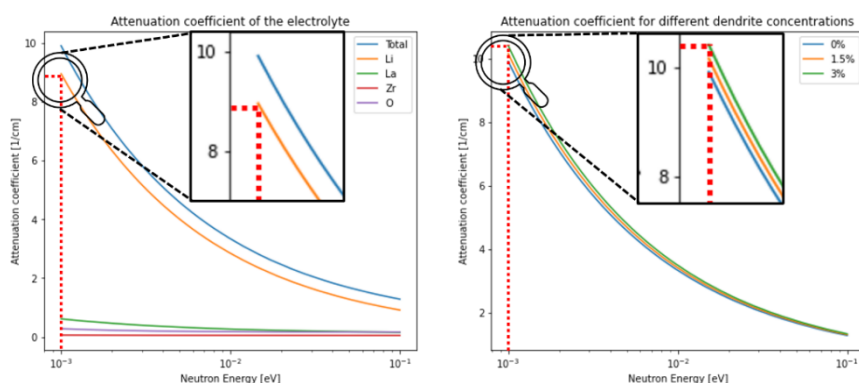 Attenuation coefficient of the electrolyte
Attenuation coefficient [1/cm]
10
8
6
4
2
0
10⁻³
10⁻²
10⁻¹
Neutron Energy [eV]
Total
Li
La
Zr
O
10
8
Attenuation coefficient for different dendrite concentrations
Attenuation coefficient [1/cm]
10
8
6
4
2
10⁻³
10⁻²
10⁻¹
Neutron Energy [eV]
0%
1.5%
3%
10
8